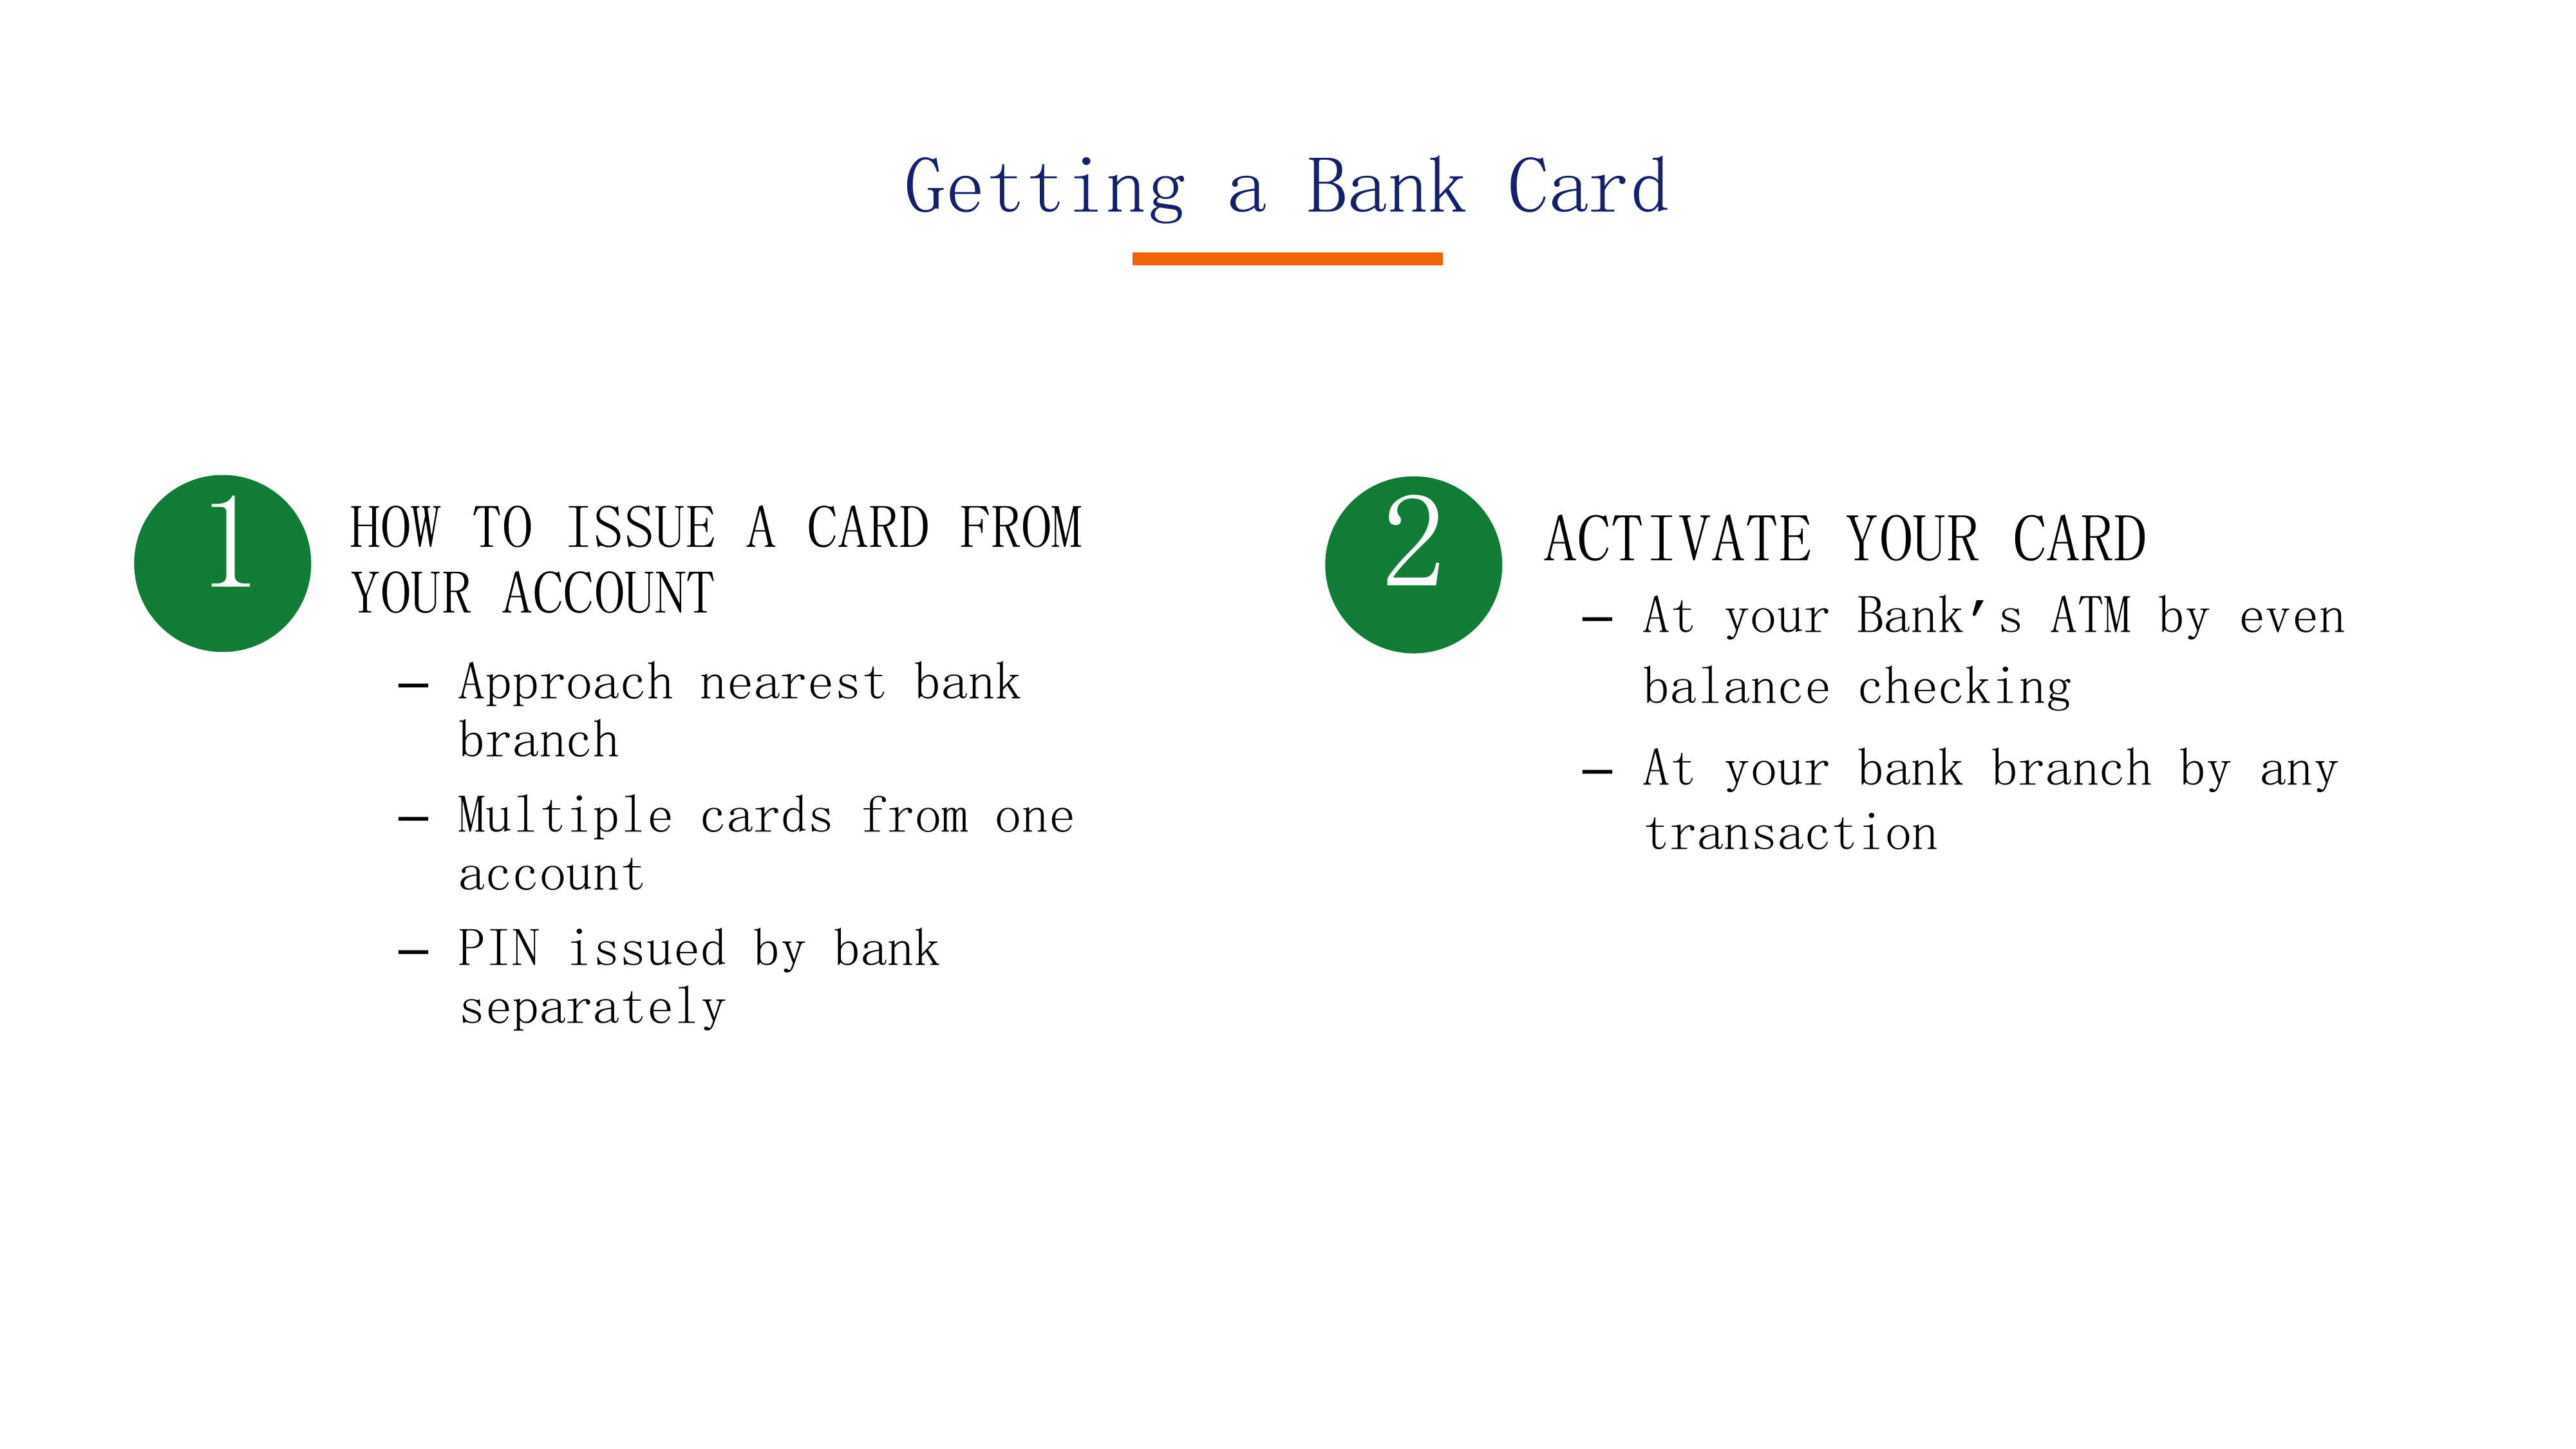 Getting a Bank Card
1
HOW TO ISSUE A CARD FROM
YOUR ACCOUNT
– Approach nearest bank
branch
– Multiple cards from one
account
– PIN issued by bank
separately
2
ACTIVATE YOUR CARD
– At your Bank’s ATM by even
balance checking
– At your bank branch by any
transaction